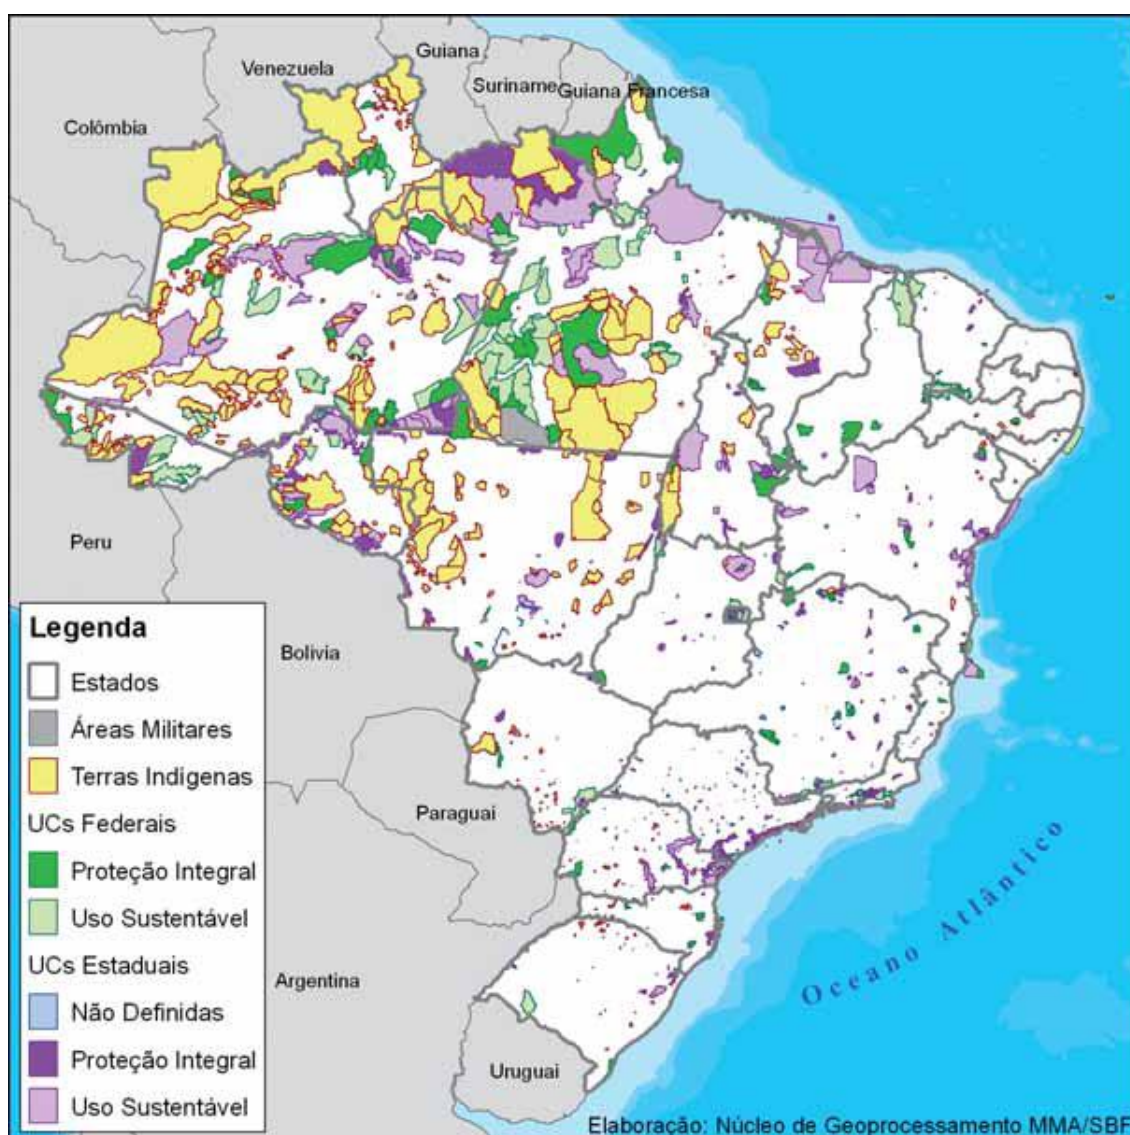 Guiana
Venezuela
Suriname
Guiana Francesa
Colômbia
Peru
Bolivia
Paraguai
Argentina
Uruguai
Oceano Atlântico
Legenda
Estados
Áreas Militares
Terras Indígenas
UCs Federais
Proteção Integral
Uso Sustentável
UCs Estaduais
Não Definidas
Proteção Integral
Uso Sustentável
Elaboração: Núcleo de Geoprocessamento MMA/SBF